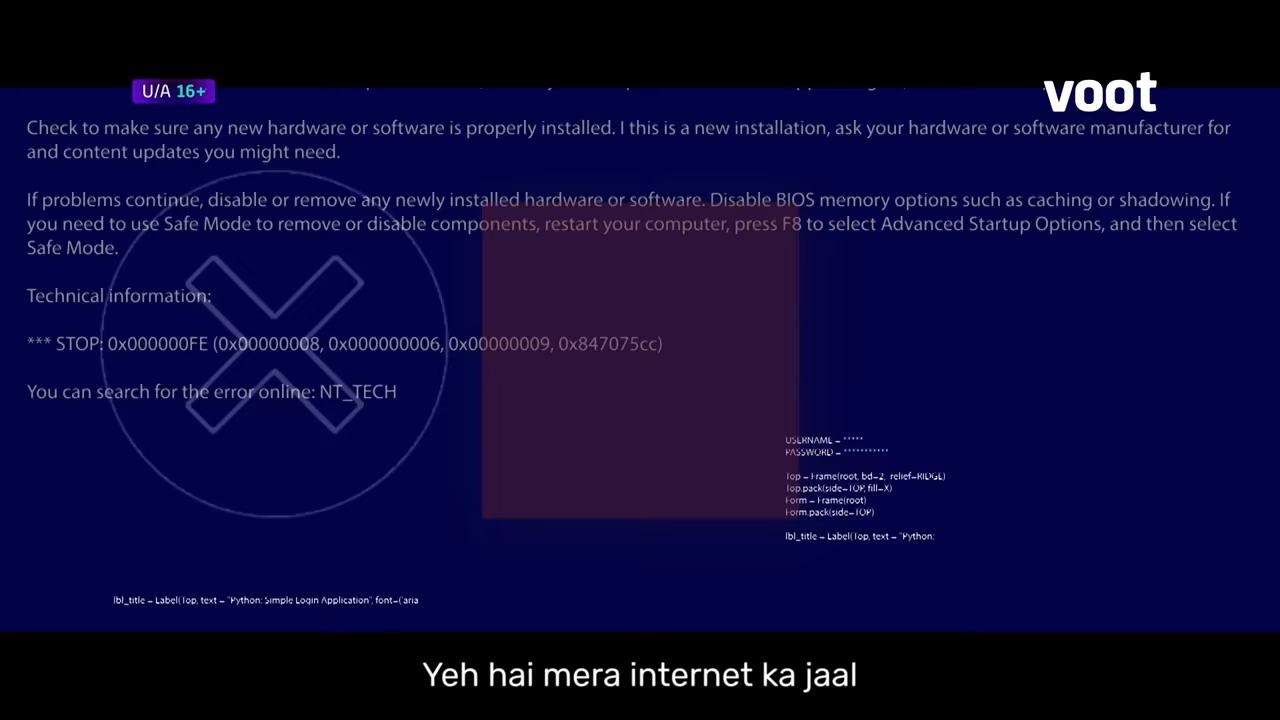 U/A 16+
voot
Check to make sure any new hardware or software is properly installed. I this is a new installation, ask your hardware or software manufacturer for
and content updates you might need.
If problems continue, disable or remove any newly installed hardware or software. Disable BIOS memory options such as caching or shadowing. If
you need to use Safe Mode to remove or disable components, restart your computer, press F8 to select Advanced Startup Options, and then select
Safe Mode.
Technical information:
*** STOP: 0x000000FE (0x00000008, 0x000000006, 0x00000009, 0x847075cc)
You can search for the error online: NT_TECH
USERNAME = *****
PASSWORD = ***********
Top = Frame(root, bd=2, relief=RIDGE)
Top.pack(side=TOP, fill=X)
Form = Frame(root)
Form.pack(side=TOP)
lbl_title = Label(Top, text = "Python:
lbl_title = Label(Top, text = "Python: Simple Login Application", font=('aria
Yeh hai mera internet ka jaal